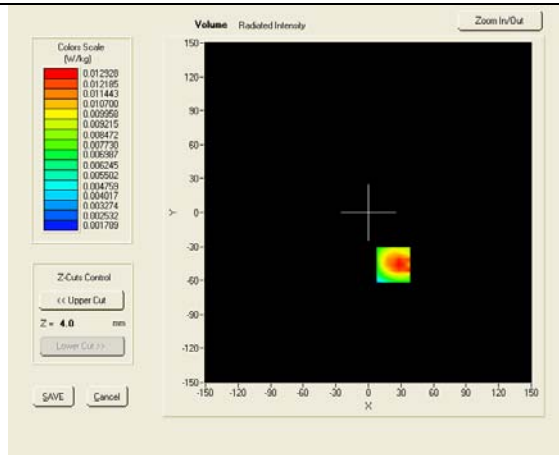 Volume Radiated Intensity
Zoom In/Out
Colors Scale
(W/kg)
0.012928
0.012185
0.011443
0.010700
0.009958
0.009215
0.008472
0.007730
0.006987
0.006245
0.005502
0.004759
0.004017
0.003274
0.002532
0.001789
Z-Cuts Control
<< Upper Cut
Z = 4.0 mm
Lower Cut >>
SAVE Cancel
150-
120-
90-
60-
30-
Y 0-
-30-
-60-
-90-
-120-
-150-
-150 -120 -90 -60 -30 0 30 60 90 120 150
X